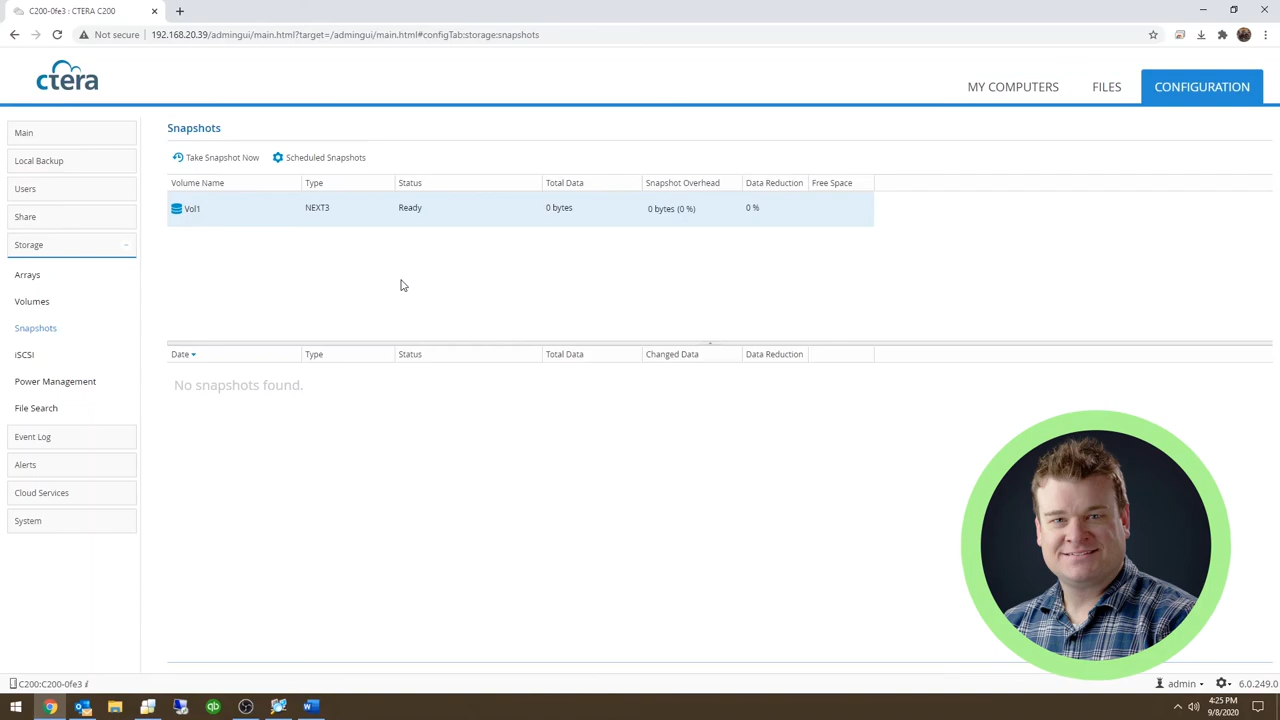 C200-0fe3 : CTERA C200
Not secure 192.168.20.39/admingui/main.html?target=/admingui/main.html#configTab:storage:snapshots
ctera
MY COMPUTERS FILES CONFIGURATION
Main
Local Backup
Users
Share
Storage
Arrays
Volumes
Snapshots
iSCSI
Power Management
File Search
Event Log
Alerts
Cloud Services
System
Snapshots
Take Snapshot Now Scheduled Snapshots
Volume Name Type Status Total Data Snapshot Overhead Data Reduction Free Space
Vol1 NEXT3 Ready 0 bytes 0 bytes (0 %) 0 %
Date Type Status Total Data Changed Data Data Reduction
No snapshots found.
C200:C200-0fe3 i
admin 6.0.249.0
4:25 PM
9/8/2020